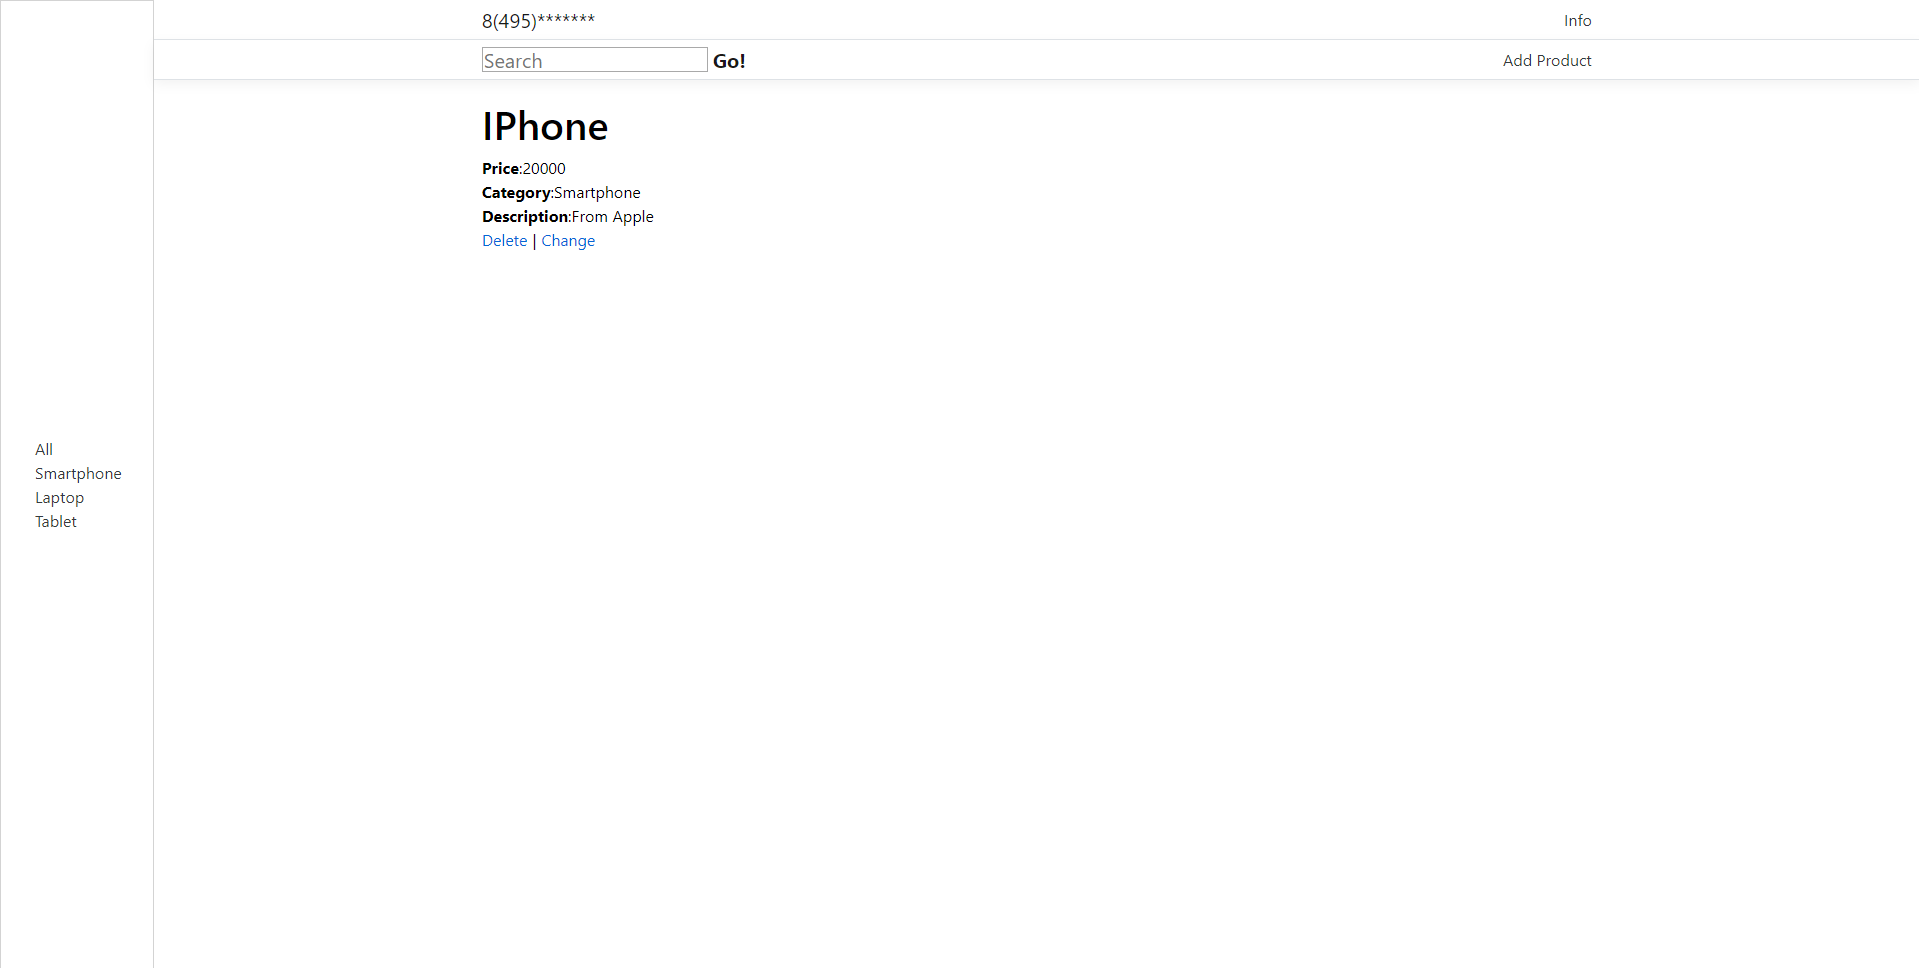 8(495)*******
Info
Search Go!
Add Product
IPhone
Price:20000
Category:Smartphone
Description:From Apple
Delete | Change
All
Smartphone
Laptop
Tablet